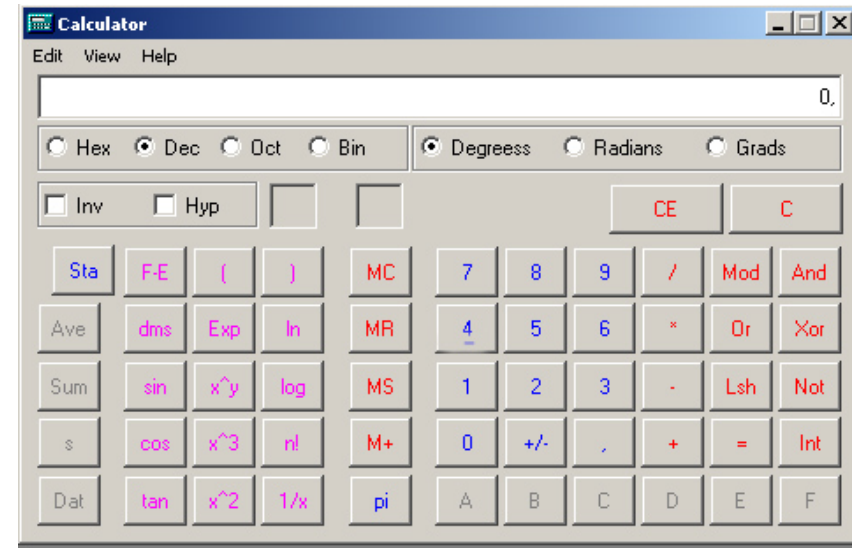 Calculator
Edit View Help
0,
Hex Dec Oct Bin Degreess Radians Grads
Inv Hyp CE C
Sta F-E ( ) MC 7 8 9 / Mod And
Ave dms Exp ln MR 4 5 6 * Or Xor
Sum sin x^y log MS 1 2 3 - Lsh Not
s cos x^3 n! M+ 0 +/- , + = Int
Dat tan x^2 1/x pi A B C D E F